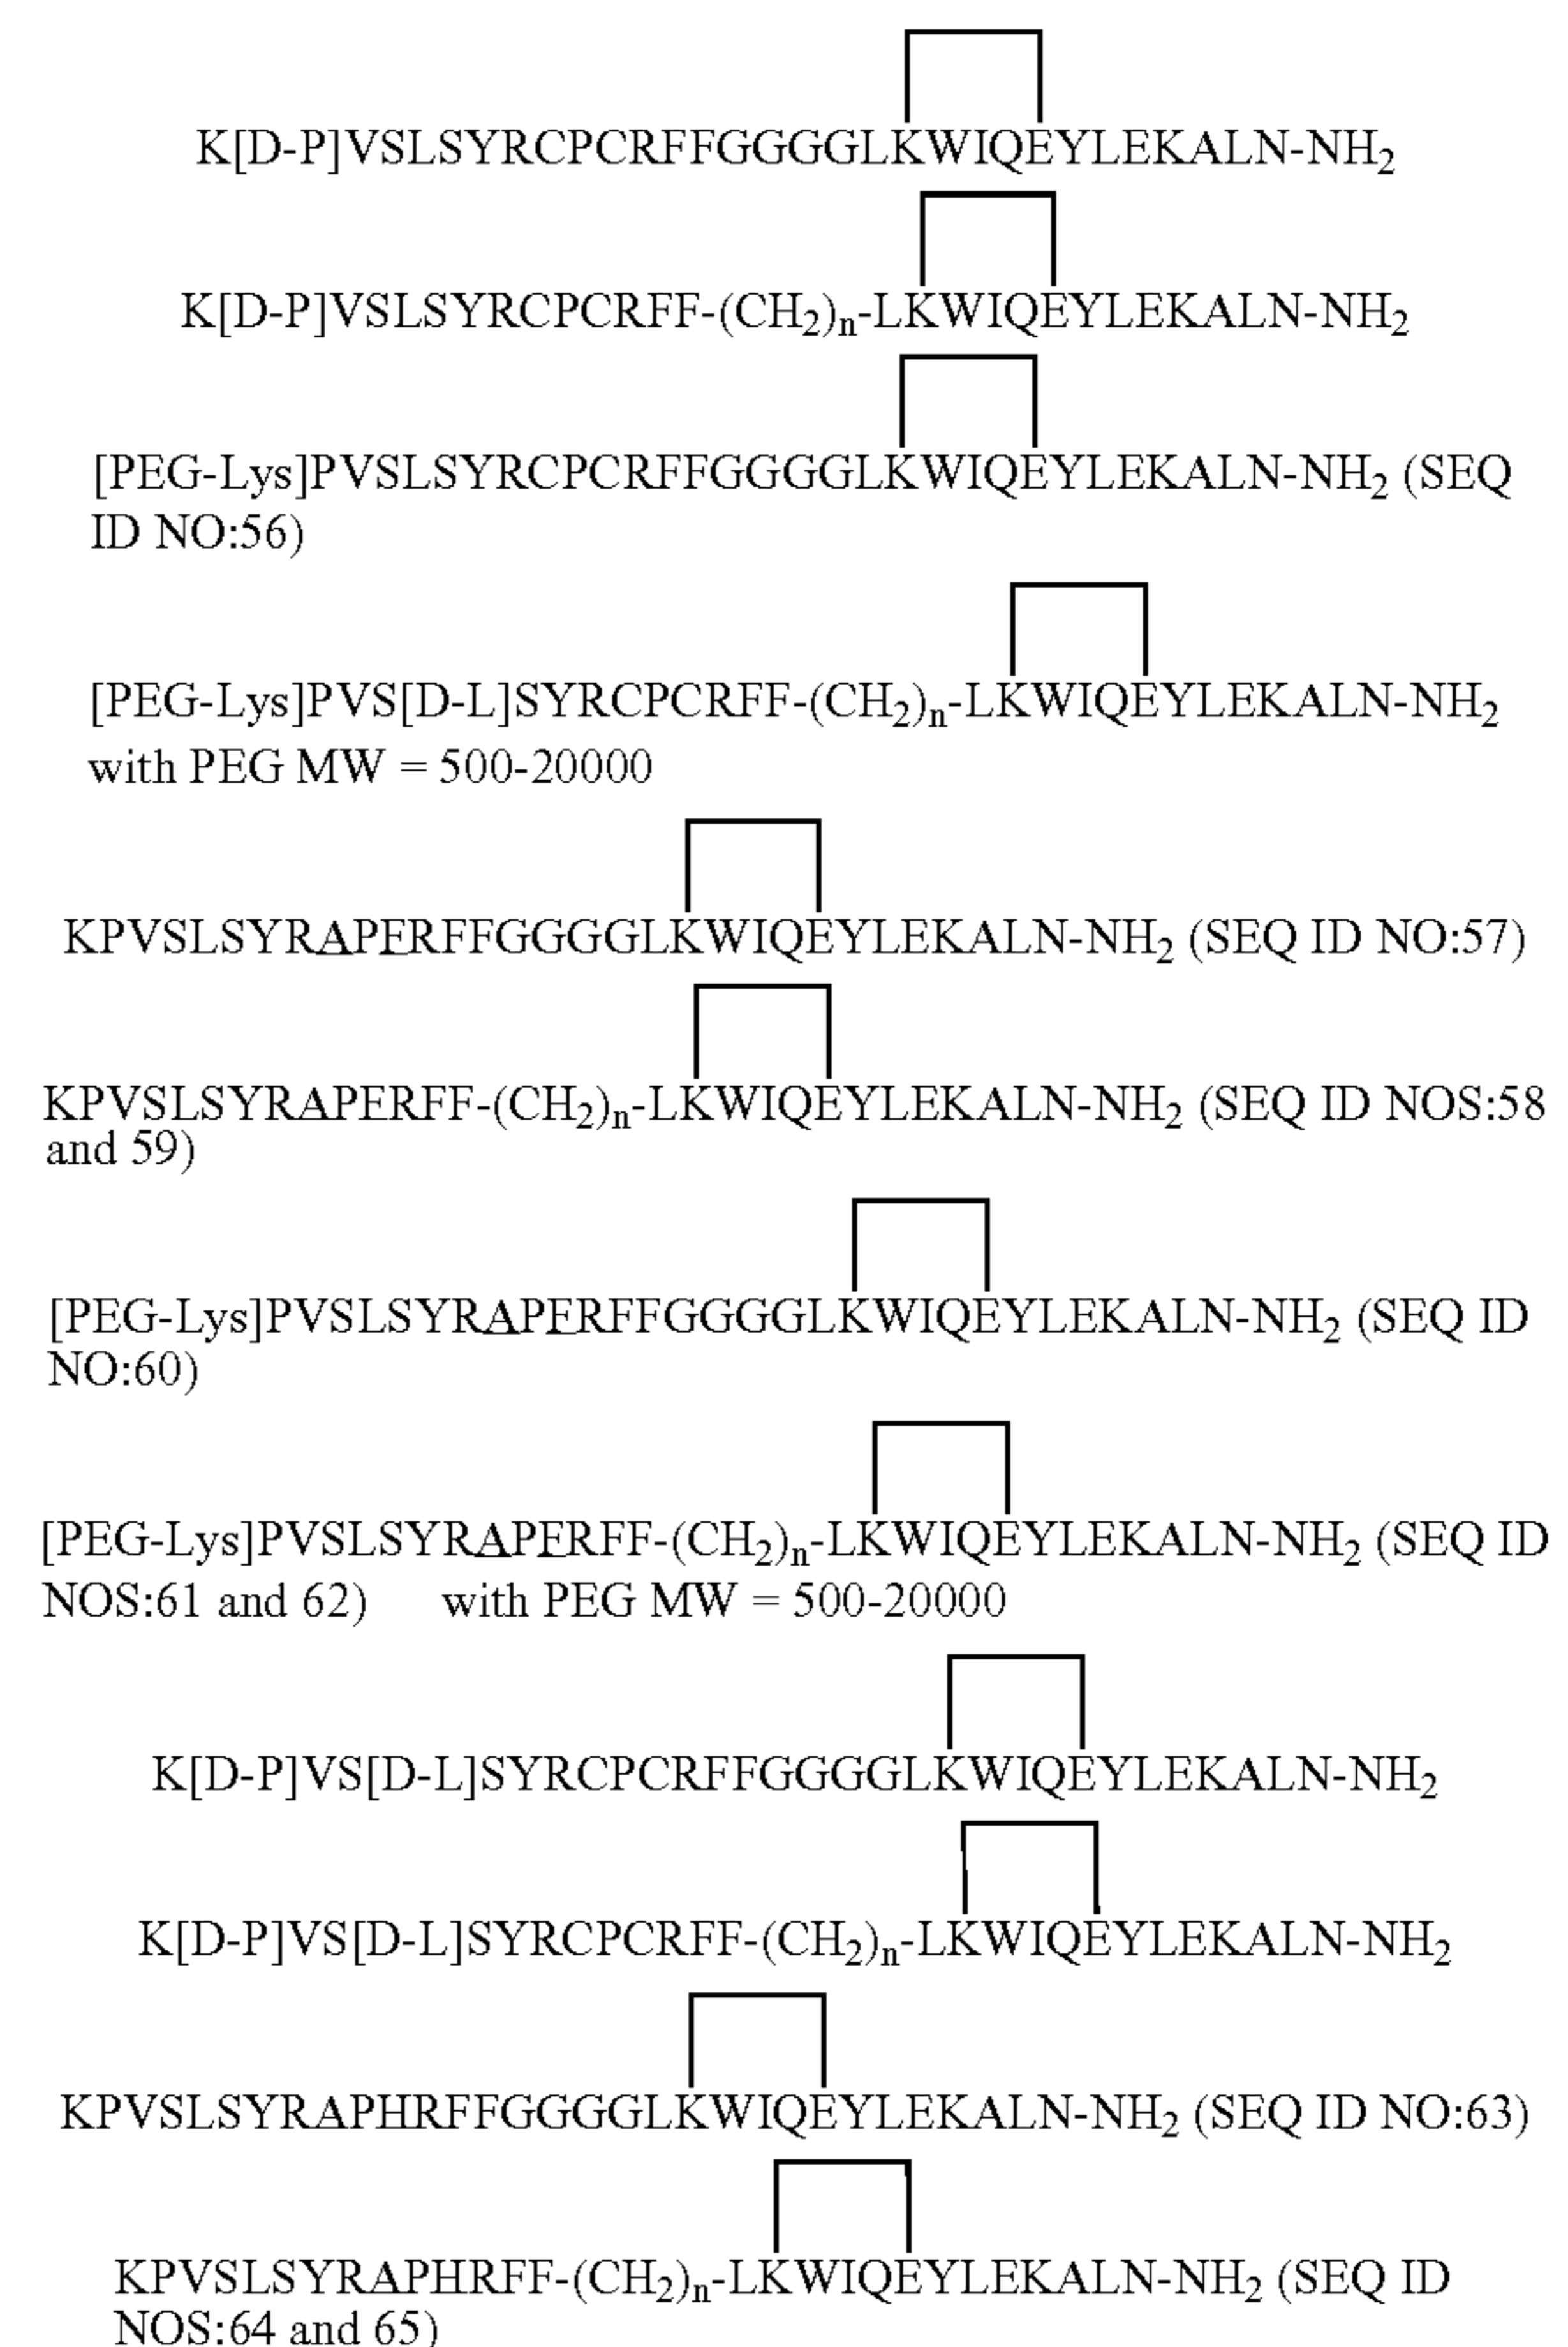 K[D-P]VSLSYRCPCRFFGGGGLKWIQEYLEKALN-NH₂
K[D-P]VSLSYRCPCRFF-(CH₂)ₙ-LKWIQEYLEKALN-NH₂
[PEG-Lys]PVSLSYRCPCRFFGGGGLKWIQEYLEKALN-NH₂ (SEQ
ID NO:56)
[PEG-Lys]PVS[D-L]SYRCPCRFF-(CH₂)ₙ-LKWIQEYLEKALN-NH₂
with PEG MW = 500-20000
KPVSLSYRAPFRFFGGGGLKWIQEYLEKALN-NH₂ (SEQ ID NO:57)
KPVSLSYRAPERFF-(CH₂)ₙ-LKWIQEYLEKALN-NH₂ (SEQ ID NOS:58
and 59)
[PEG-Lys]PVSLSYRAPFRFFGGGGLKWIQEYLEKALN-NH₂ (SEQ ID
NO:60)
[PEG-Lys]PVSLSYRAPFRFF-(CH₂)ₙ-LKWIQEYLEKALN-NH₂ (SEQ ID
NOS:61 and 62) with PEG MW = 500-20000
K[D-P]VS[D-L]SYRCPCRFFGGGGLKWIQEYLEKALN-NH₂
K[D-P]VS[D-L]SYRCPCRFF-(CH₂)ₙ-LKWIQEYLEKALN-NH₂
KPVSLSYRAPHRFFGGGGLKWIQEYLEKALN-NH₂ (SEQ ID NO:63)
KPVSLSYRAPHRFF-(CH₂)ₙ-LKWIQEYLEKALN-NH₂ (SEQ ID
NOS:64 and 65)